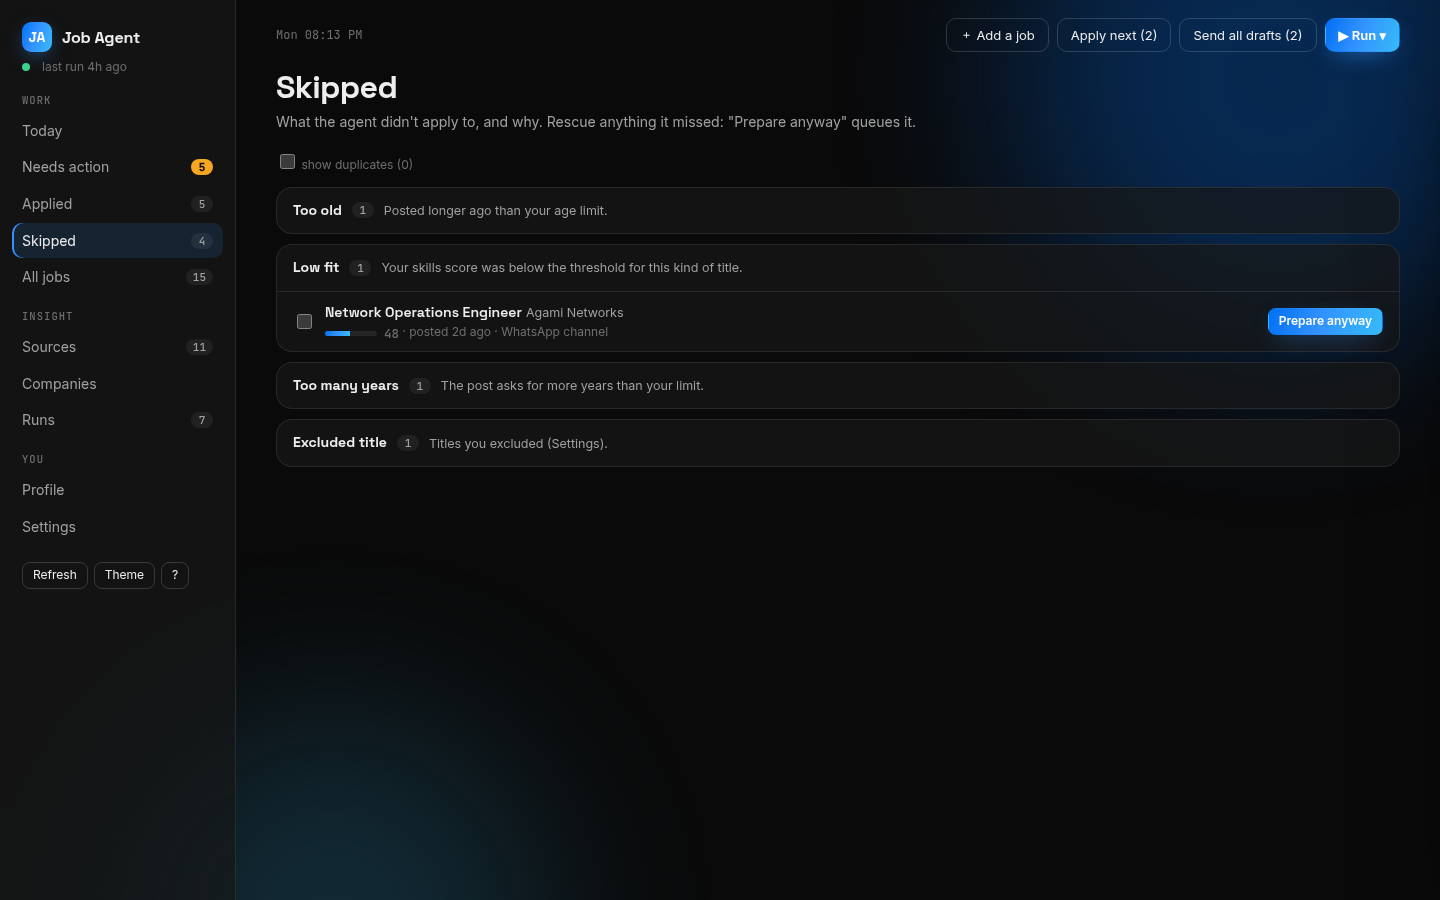 JA Job Agent
last run 4h ago
WORK
Today
Needs action 5
Applied 5
Skipped 4
All jobs 15
INSIGHT
Sources 11
Companies
Runs 7
YOU
Profile
Settings
Refresh Theme ?
Mon 08:13 PM
+ Add a job Apply next (2) Send all drafts (2) ▶ Run ▾
Skipped
What the agent didn't apply to, and why. Rescue anything it missed: "Prepare anyway" queues it.
show duplicates (0)
Too old 1 Posted longer ago than your age limit.
Low fit 1 Your skills score was below the threshold for this kind of title.
Network Operations Engineer Agami Networks
48 · posted 2d ago · WhatsApp channel
Prepare anyway
Too many years 1 The post asks for more years than your limit.
Excluded title 1 Titles you excluded (Settings).